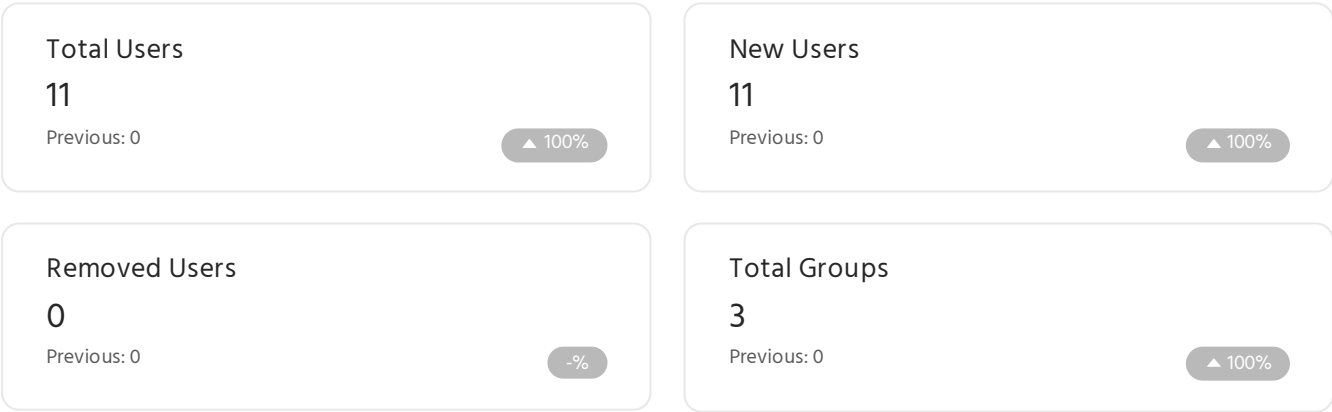 Total Users
11
Previous: 0
▲ 100%
New Users
11
Previous: 0
▲ 100%
Removed Users
0
Previous: 0
-%
Total Groups
3
Previous: 0
▲ 100%